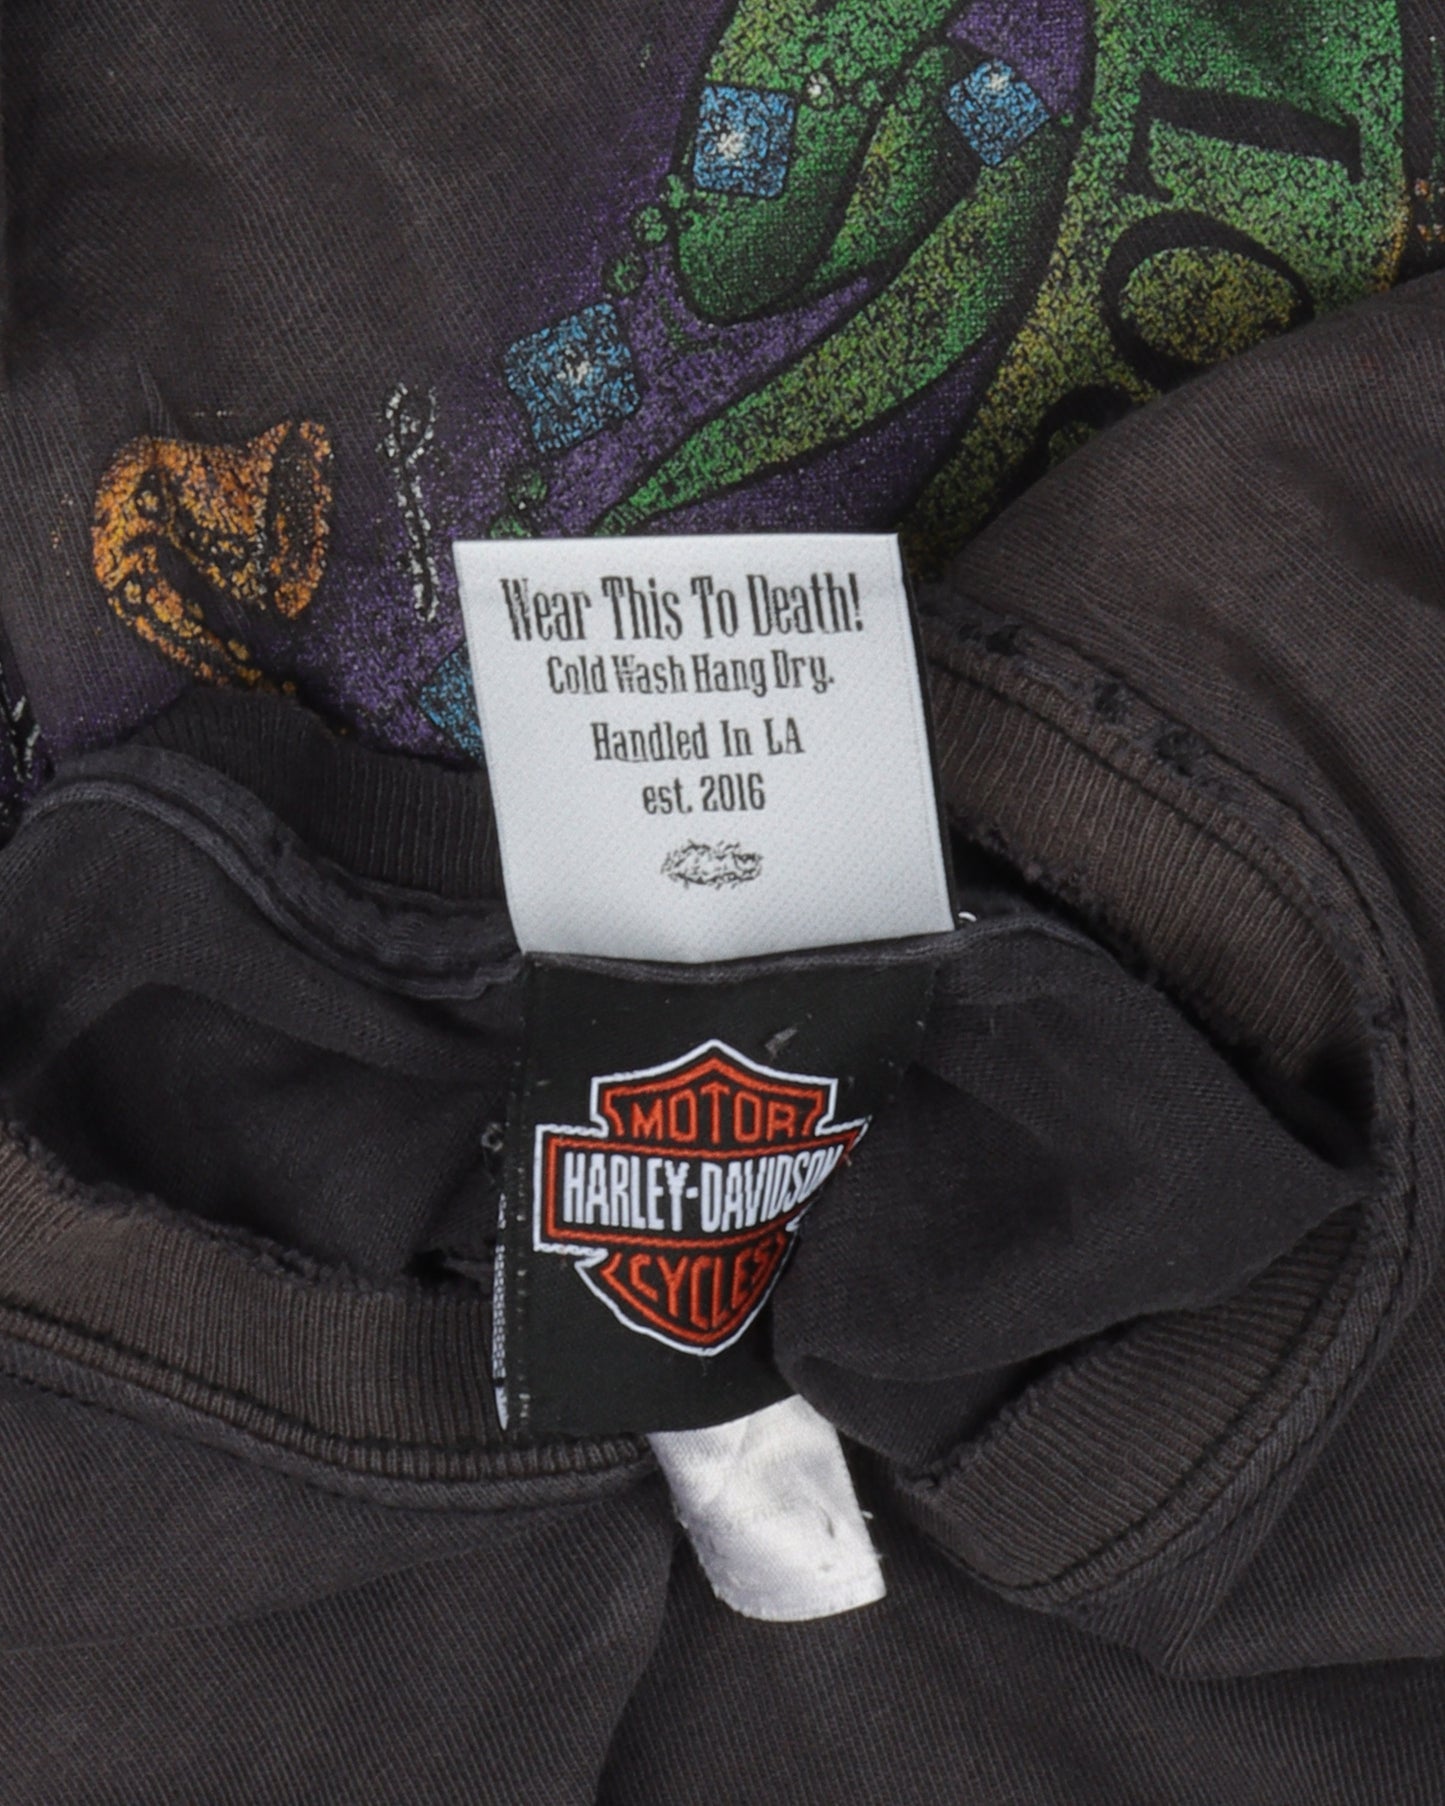 Wear This To Death!
Cold Wash Hang Dry.
Handled In LA
est. 2016
MOTOR
HARLEY-DAVIDSON
CYCLES